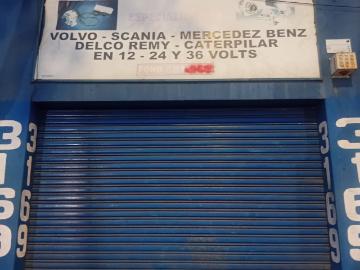 VOLVO - SCANIA - MERCEDEZ BENZ
DELCO REMY - CATERPILAR
EN 12 - 24 Y 36 VOLTS
3169
3169
3169
3169